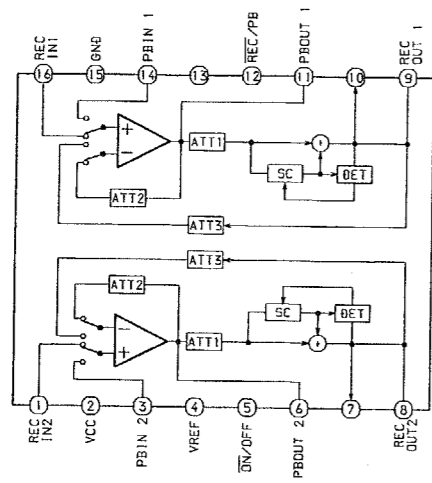 REC IN1
GND
PBIN 1
REC/PB
PBOUT 1
REC OUT 1
16
15
14
13
12
11
10
9
+
−
ATT1
+
ATT2
SC
DET
ATT3
ATT3
ATT2
SC
DET
−
+
ATT1
+
1
2
3
4
5
6
7
8
REC IN2
VCC
PBIN 2
VREF
ON/OFF
PBOUT 2
REC OUT2